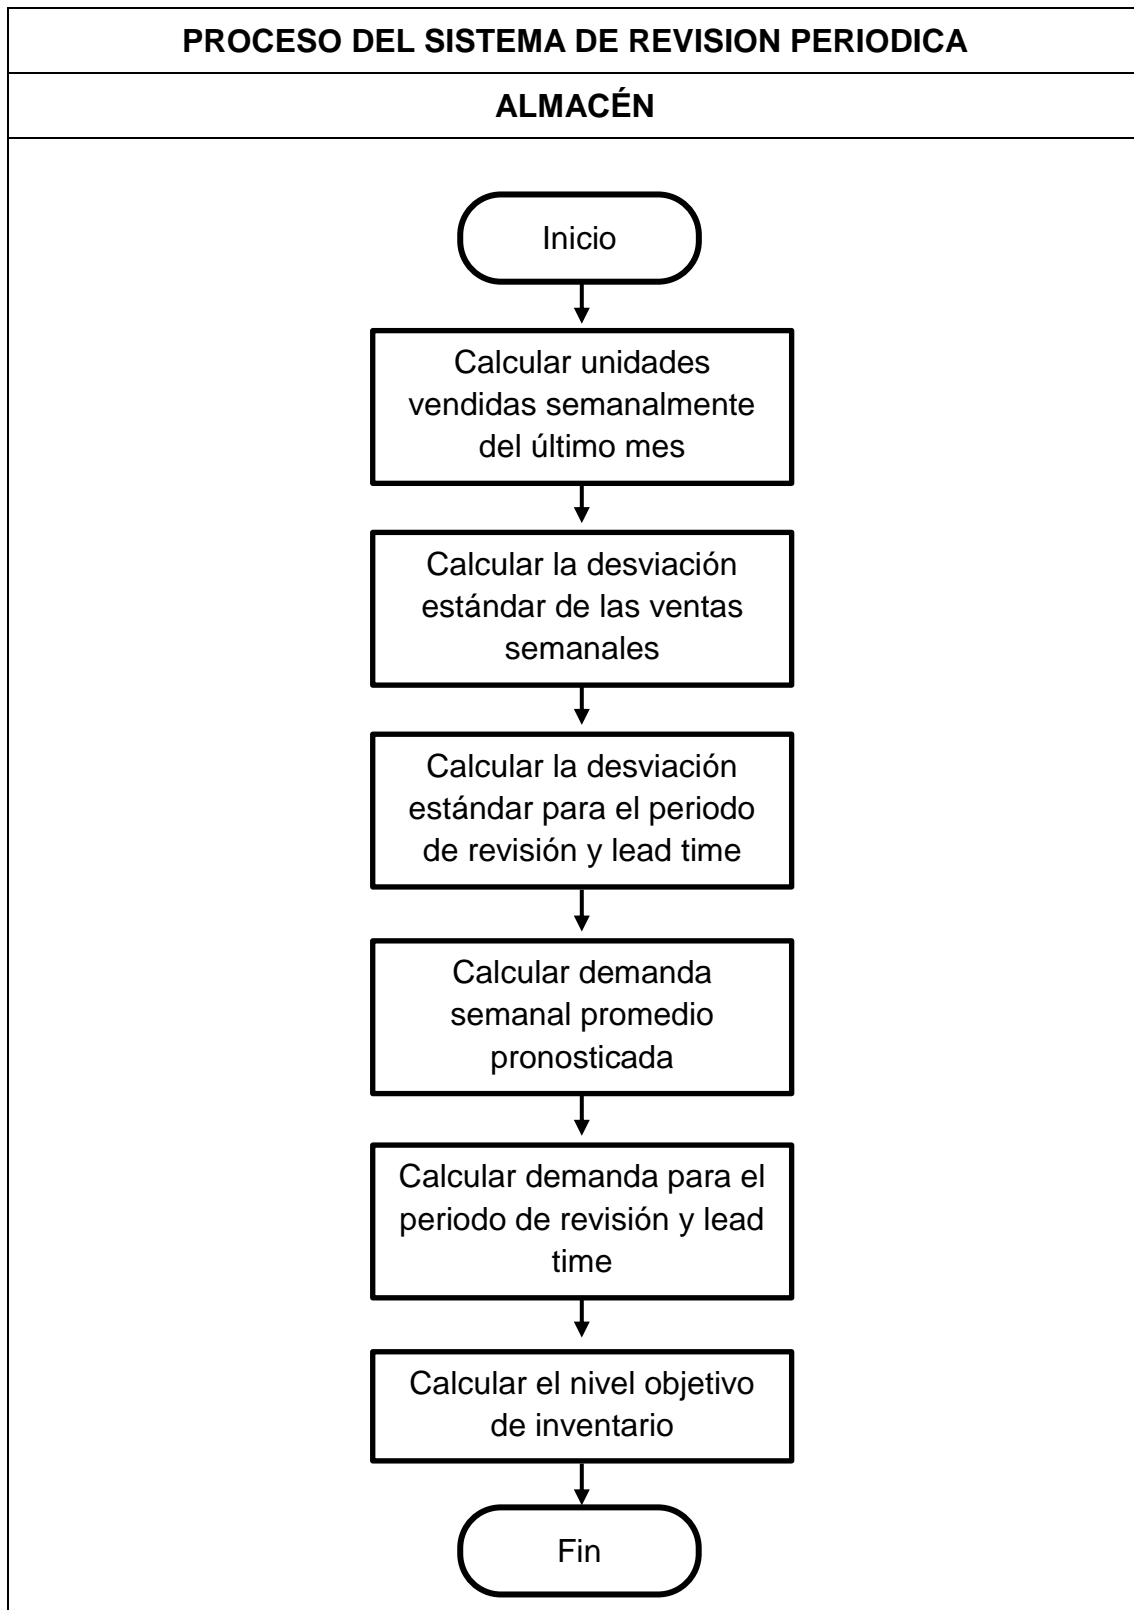 PROCESO DEL SISTEMA DE REVISION PERIODICA
ALMACÉN
Inicio
Calcular unidades
vendidas semanalmente
del último mes
Calcular la desviación
estándar de las ventas
semanales
Calcular la desviación
estándar para el periodo
de revisión y lead time
Calcular demanda
semanal promedio
pronosticada
Calcular demanda para el
periodo de revisión y lead
time
Calcular el nivel objetivo
de inventario
Fin